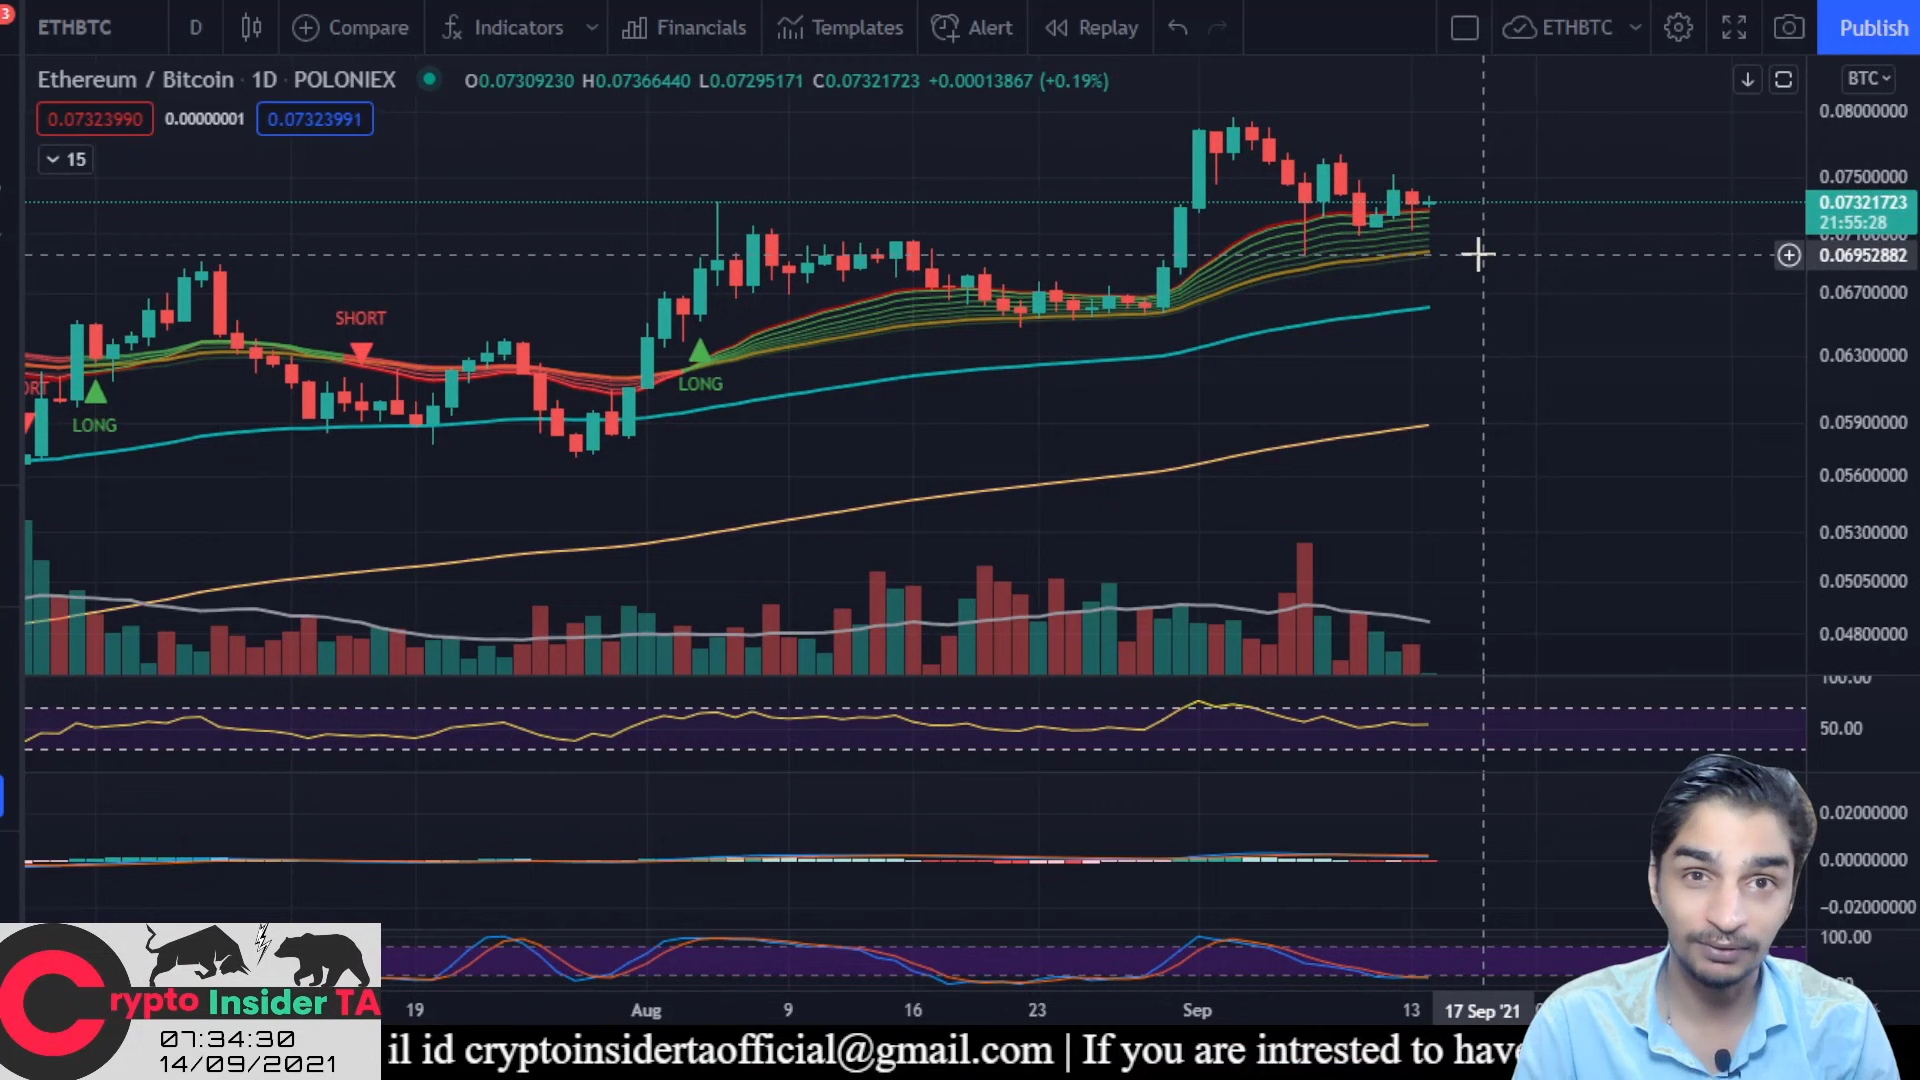 3
ETHBTC D Compare Indicators Financials Templates Alert Replay ETHBTC Publish
Ethereum / Bitcoin · 1D · POLONIEX O0.07309230 H0.07366440 L0.07295171 C0.07321723 +0.00013867 (+0.19%)
BTC
0.07323990 0.00000001 0.07323991
15
0.08000000
0.07500000
0.07321723
21:55:28
0.06952882
0.06700000
0.06300000
0.05900000
0.05600000
0.05300000
0.05050000
0.04800000
SHORT
LONG
LONG
100.00
50.00
0.02000000
0.00000000
−0.02000000
100.00
19 Aug 9 16 23 Sep 13 17 Sep '21
Crypto Insider TA
07:34:30
14/09/2021
il id cryptoinsidertaofficial@gmail.com | If you are intrested to have